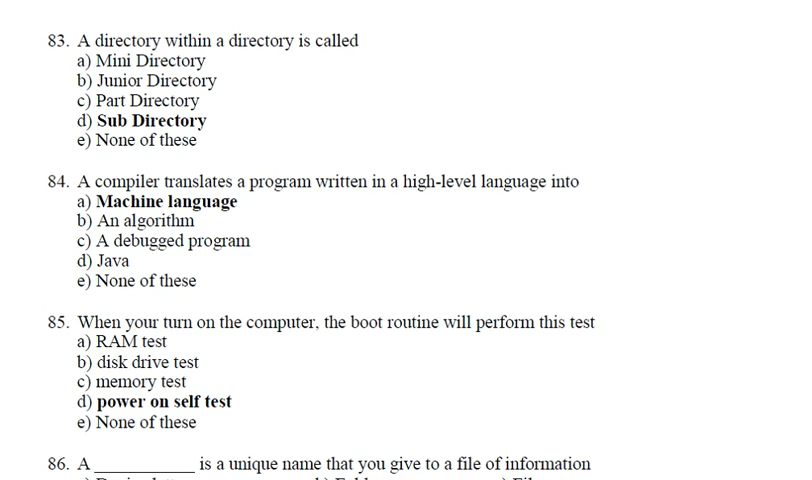 83. A directory within a directory is called
a) Mini Directory
b) Junior Directory
c) Part Directory
d) Sub Directory
e) None of these
84. A compiler translates a program written in a high-level language into
a) Machine language
b) An algorithm
c) A debugged program
d) Java
e) None of these
85. When your turn on the computer, the boot routine will perform this test
a) RAM test
b) disk drive test
c) memory test
d) power on self test
e) None of these
86. A __________ is a unique name that you give to a file of information